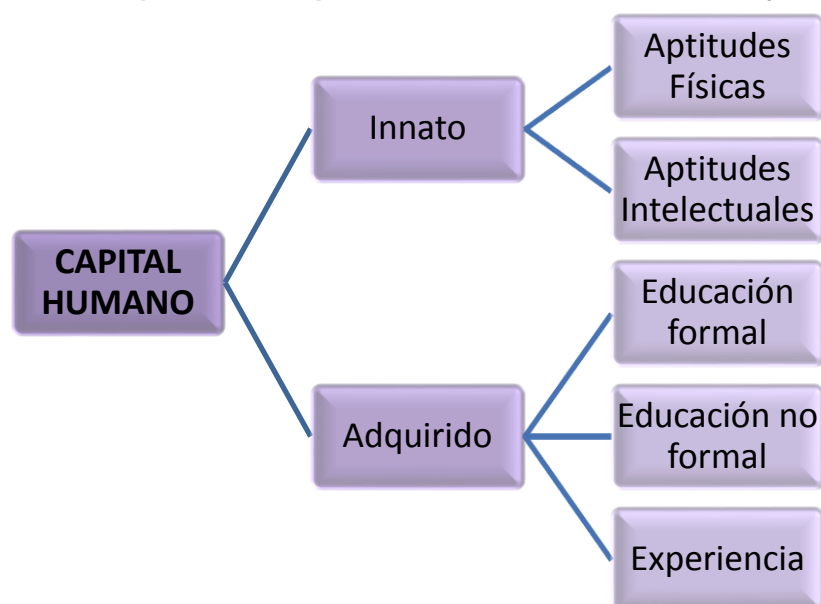 Aptitudes
Físicas
Innato
Aptitudes
Intelectuales
CAPITAL
HUMANO
Educación
formal
Adquirido
Educación no
formal
Experiencia